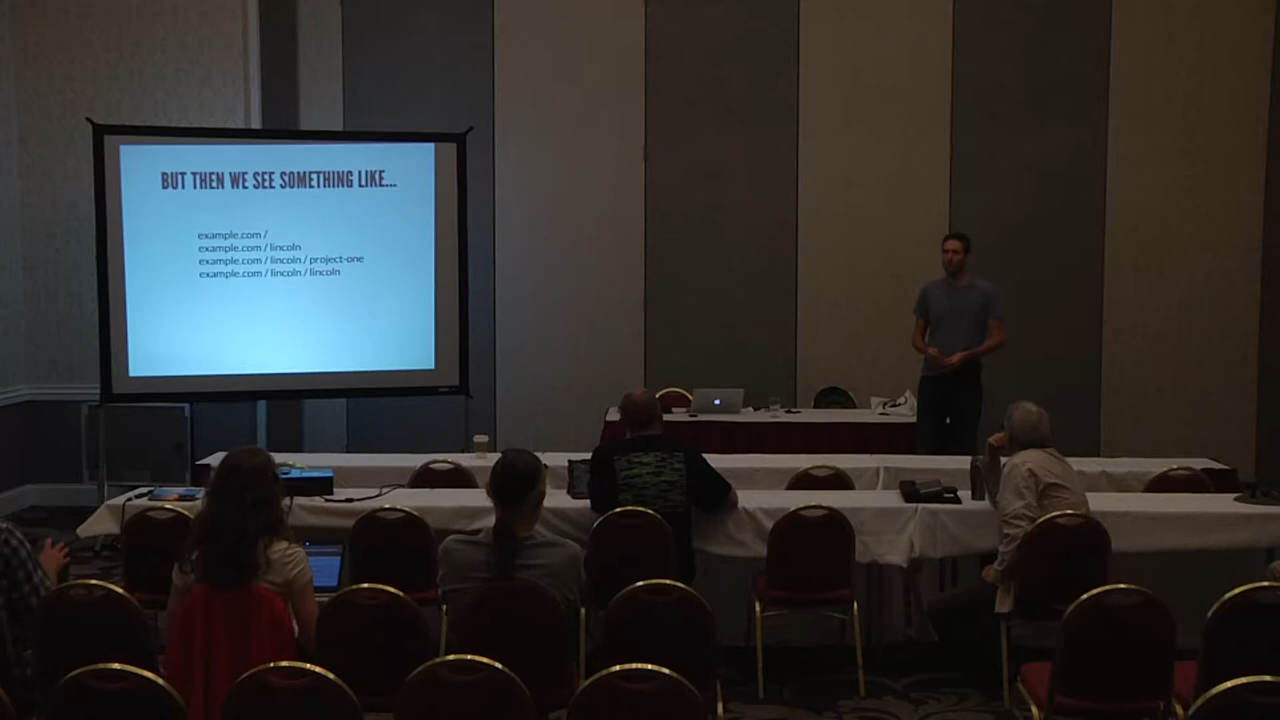 BUT THEN WE SEE SOMETHING LIKE...
example.com /
example.com / lincoln
example.com / lincoln / project-one
example.com / lincoln / lincoln